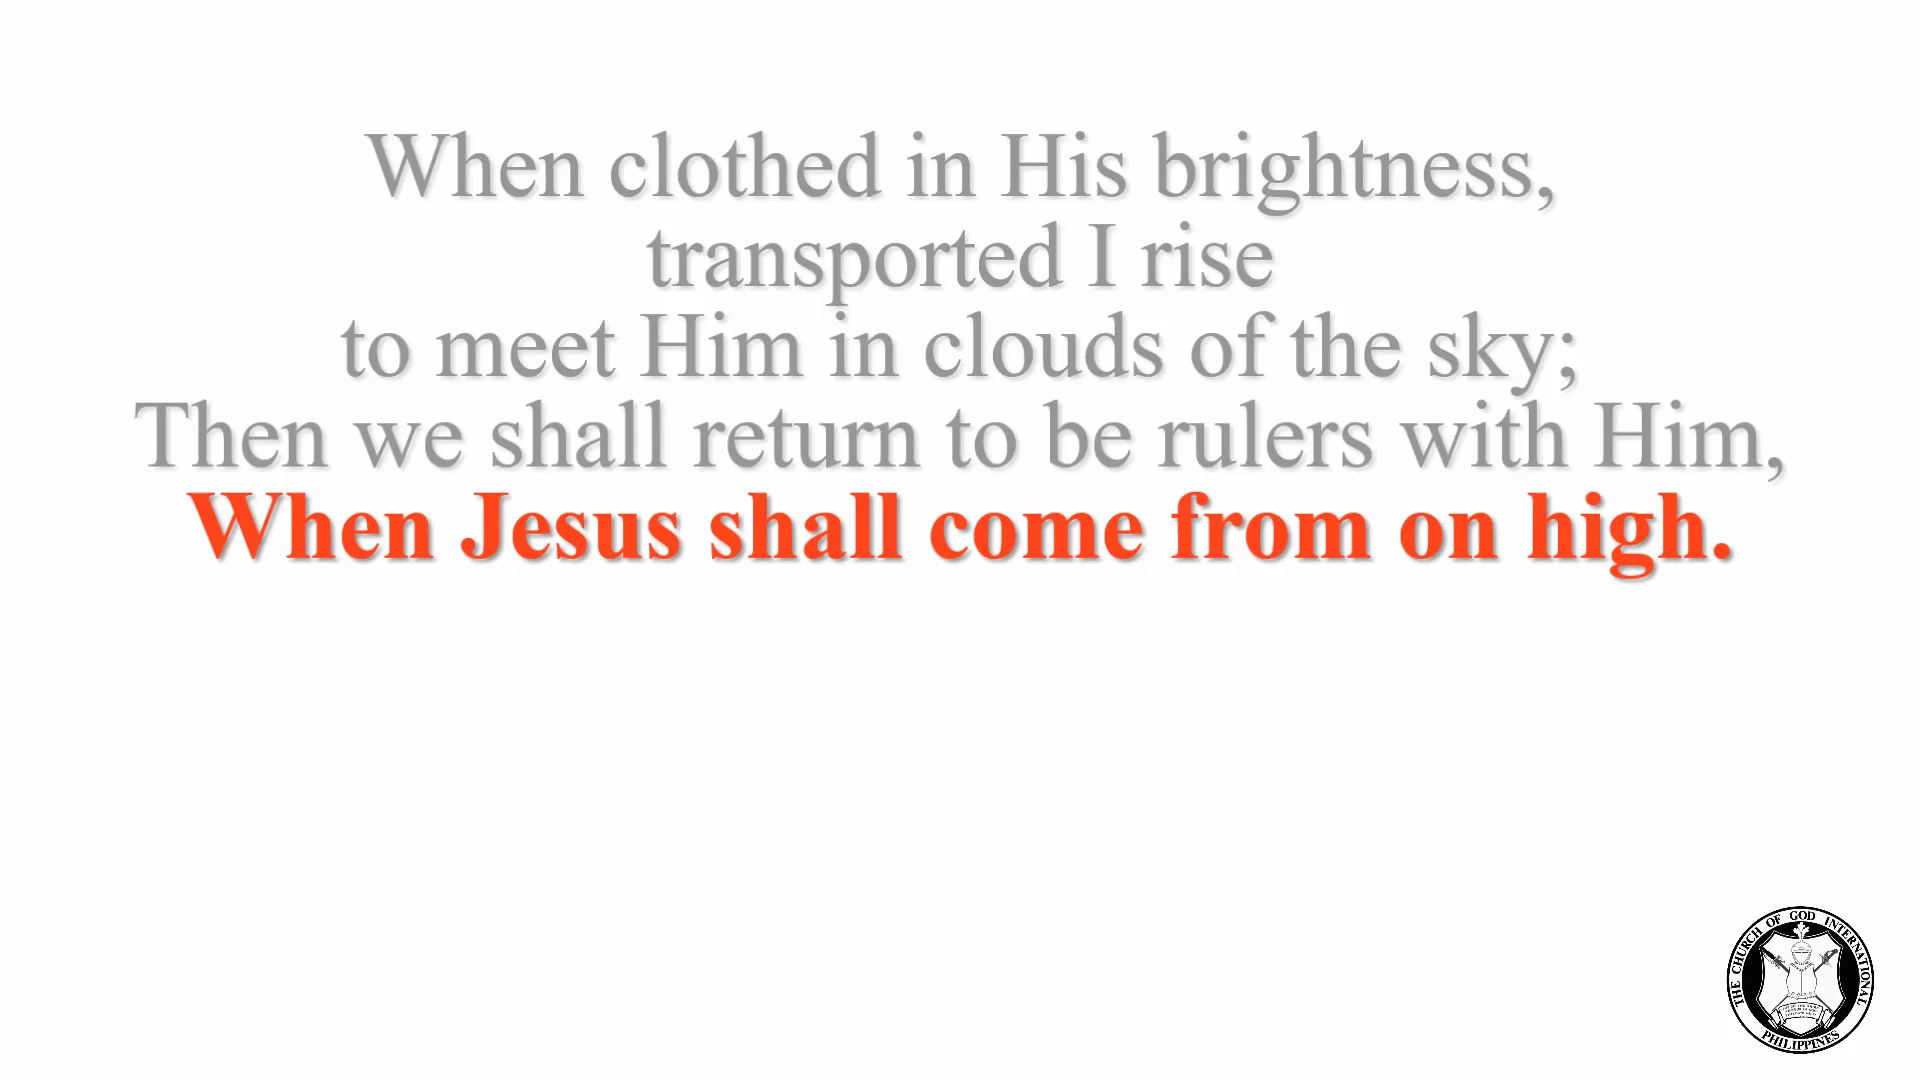 When clothed in His brightness,
transported I rise
to meet Him in clouds of the sky;
Then we shall return to be rulers with Him,
When Jesus shall come from on high.
THE CHURCH OF GOD INTERNATIONAL
PHILIPPINES